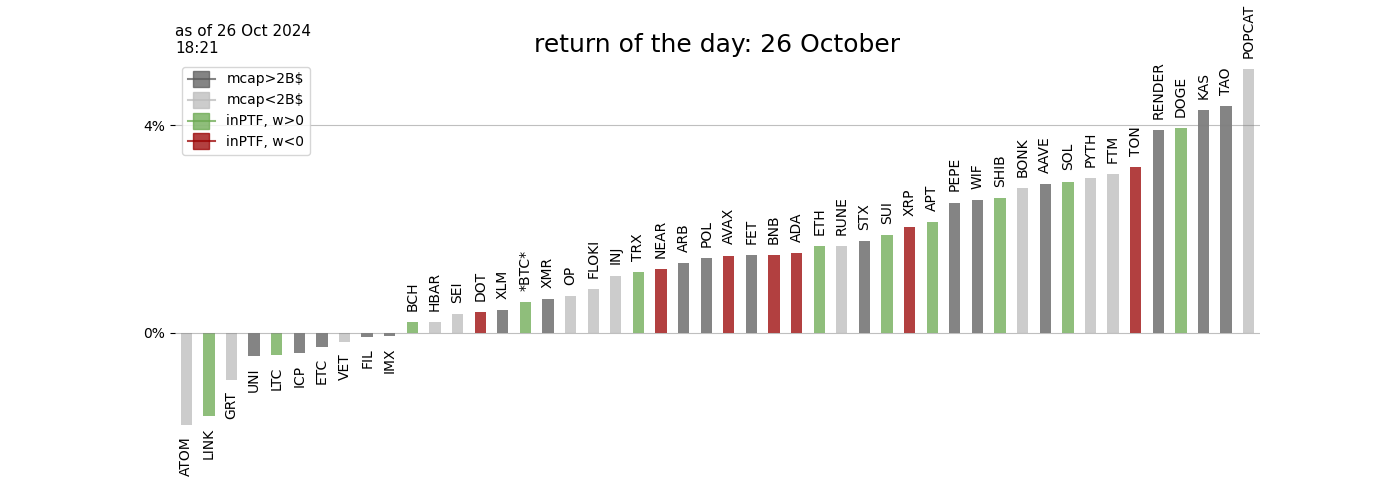 as of 26 Oct 2024
18:21
return of the day: 26 October
mcap>2B$
mcap<2B$
inPTF, w>0
inPTF, w<0
4%
0%
ATOM
LINK
GRT
UNI
LTC
ICP
ETC
VET
FIL
IMX
BCH
HBAR
SEI
DOT
XLM
*BTC*
XMR
OP
FLOKI
INJ
TRX
NEAR
ARB
POL
AVAX
FET
BNB
ADA
ETH
RUNE
STX
SUI
XRP
APT
PEPE
WIF
SHIB
BONK
AAVE
SOL
PYTH
FTM
TON
RENDER
DOGE
KAS
TAO
POPCAT